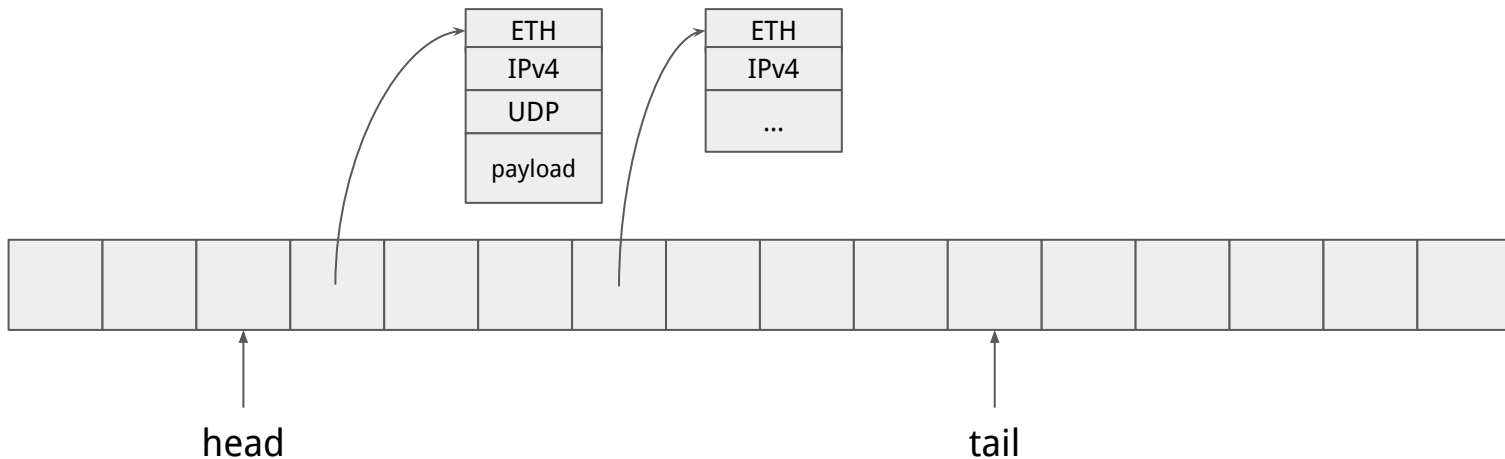 ETH
IPv4
UDP
payload
ETH
IPv4
...
head
tail